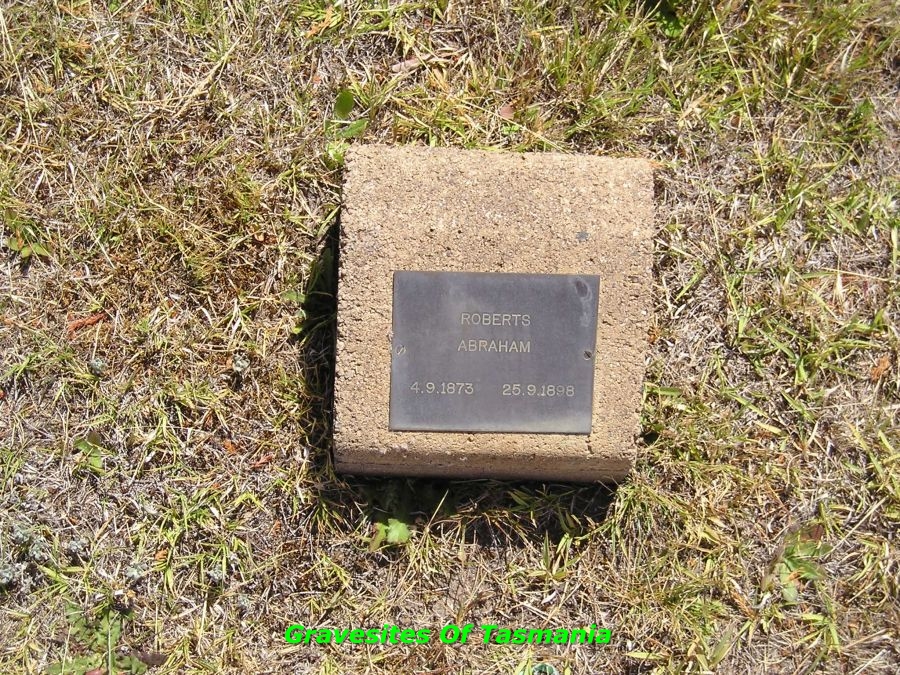 ROBERTS
ABRAHAM
4.9.1873 25.9.1898
Gravesites Of Tasmania